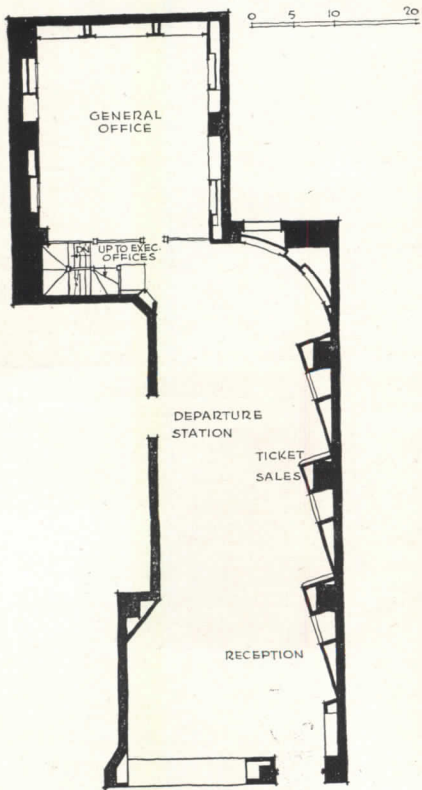 0 5 10 20
GENERAL
OFFICE
DN
UP TO EXEC-
OFFICES
DEPARTURE
STATION
TICKET
SALES
RECEPTION